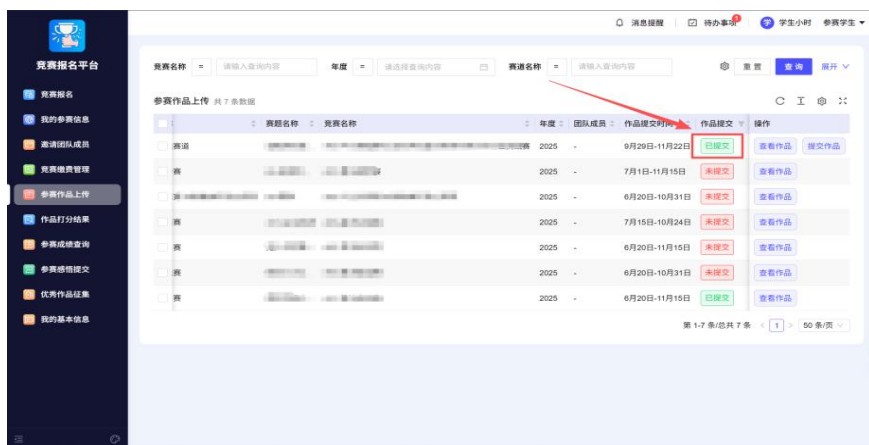 消息提醒 待办事项 学 学生小时 参赛学生
竞赛报名平台
竞赛报名
我的参赛信息
邀请团队成员
竞赛缴费管理
参赛作品上传
作品打分结果
参赛成绩查询
参赛感悟提交
优秀作品征集
我的基本信息
竞赛名称 = 请输入查询内容 年度 = 请选择查询内容 赛道名称 = 请输入查询内容 重置 查询 展开
参赛作品上传 共 7 条数据
赛题名称 竞赛名称 年度 团队成员 作品提交时间 作品提交 操作
赛道 赛 2025 - 9月29日-11月22日 已提交 查看作品 提交作品
赛 2025 - 7月1日-11月15日 未提交 查看作品
2025 - 6月20日-10月31日 未提交 查看作品
赛 2025 - 7月15日-10月24日 未提交 查看作品
赛 2025 - 6月20日-11月15日 未提交 查看作品
赛 2025 - 6月20日-10月31日 未提交 查看作品
赛 2025 - 6月20日-11月15日 已提交 查看作品
第 1-7 条/总共 7 条 < 1 > 50 条/页